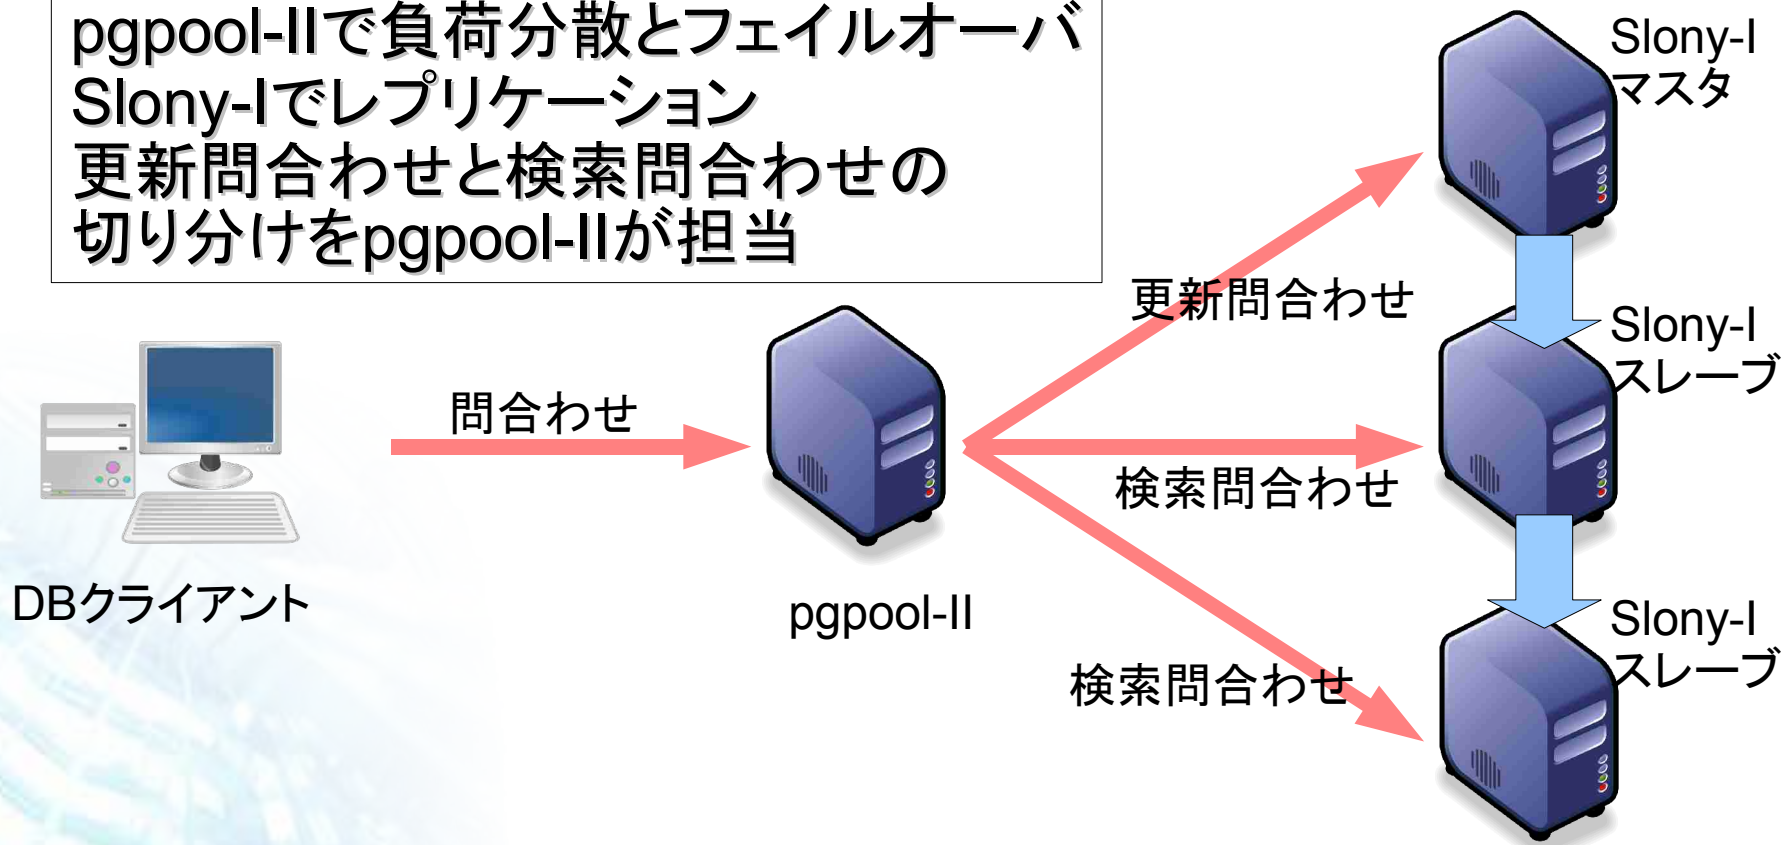 pgpool-IIで負荷分散とフェイルオーバ
Slony-Iでレプリケーション
更新問合わせと検索問合わせの
切り分けをpgpool-IIが担当
Slony-I
マスタ
更新問合わせ
Slony-I
スレーブ
問合わせ
検索問合わせ
DBクライアント
pgpool-II
Slony-I
スレーブ
検索問合わせ